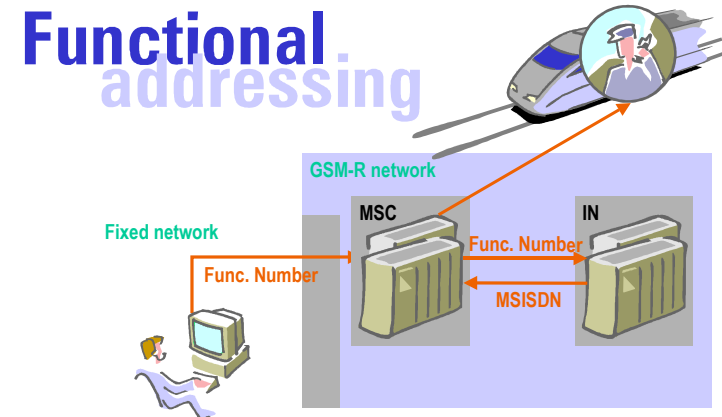 Functional
addressing
GSM-R network
MSC
IN
Fixed network
Func. Number
Func. Number
MSISDN